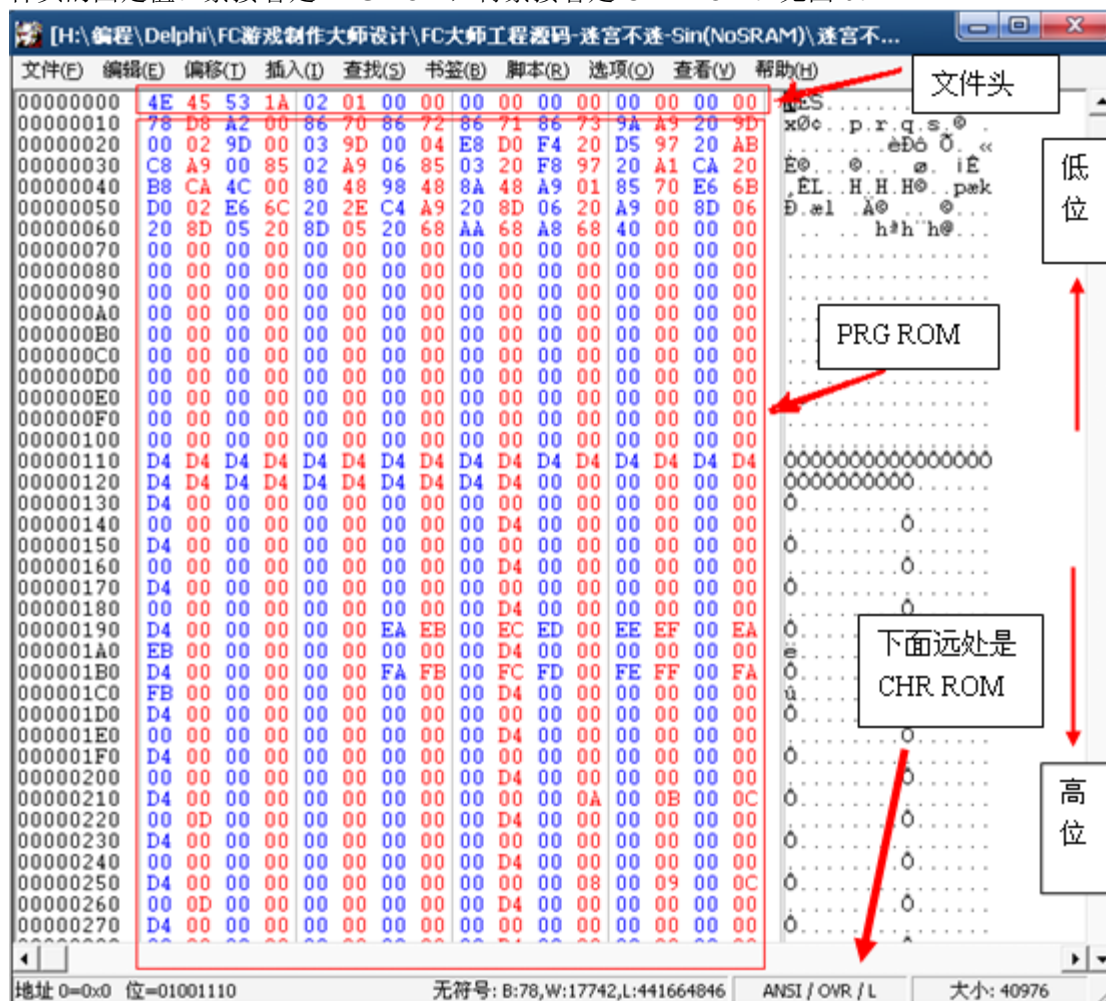 [H:\编程\Delphi\FC游戏制作大师设计\FC大师工程源码-迷宫不迷-Sin(NoSRAM)\迷宫不...
文件(F) 编辑(E) 偏移(T) 插入(I) 查找(S) 书签(B) 脚本(R) 选项(O) 查看(V) 帮助(H)
文件头
00000000 4E 45 53 1A 02 01 00 00 00 00 00 00 00 00 00 00
00000010 78 D8 A2 00 86 70 86 72 86 71 86 73 9A A9 20 9D
00000020 00 02 9D 00 03 9D 00 04 E8 D0 F4 20 D5 97 20 AB
00000030 C8 A9 00 85 02 A9 06 85 03 20 F8 97 20 A1 CA 20
00000040 B8 CA 4C 00 80 48 98 48 8A 48 A9 01 85 70 E6 6B
00000050 D0 02 E6 6C 20 2E C4 A9 20 8D 06 20 A9 00 8D 06
00000060 20 8D 05 20 8D 05 20 68 AA 68 A8 68 40 00 00 00
00000070 00 00 00 00 00 00 00 00 00 00 00 00 00 00 00 00
00000080 00 00 00 00 00 00 00 00 00 00 00 00 00 00 00 00
00000090 00 00 00 00 00 00 00 00 00 00 00 00 00 00 00 00
000000A0 00 00 00 00 00 00 00 00 00 00 00 00 00 00 00 00
000000B0 00 00 00 00 00 00 00 00 00 00 00 00 00 00 00 00
000000C0 00 00 00 00 00 00 00 00 00 00 00 00 00 00 00 00
000000D0 00 00 00 00 00 00 00 00 00 00 00 00 00 00 00 00
000000E0 00 00 00 00 00 00 00 00 00 00 00 00 00 00 00 00
000000F0 00 00 00 00 00 00 00 00 00 00 00 00 00 00 00 00
00000100 00 00 00 00 00 00 00 00 00 00 00 00 00 00 00 00
00000110 D4 D4 D4 D4 D4 D4 D4 D4 D4 D4 D4 D4 D4 D4 D4 D4
00000120 D4 D4 D4 D4 D4 D4 D4 D4 D4 D4 00 00 00 00 00 00
00000130 D4 00 00 00 00 00 00 00 00 00 00 00 00 00 00 00
00000140 00 00 00 00 00 00 00 00 00 D4 00 00 00 00 00 00
00000150 D4 00 00 00 00 00 00 00 00 00 00 00 00 00 00 00
00000160 00 00 00 00 00 00 00 00 00 D4 00 00 00 00 00 00
00000170 D4 00 00 00 00 00 00 00 00 00 00 00 00 00 00 00
00000180 00 00 00 00 00 00 00 00 00 D4 00 00 00 00 00 00
00000190 D4 00 00 00 00 00 EA EB 00 EC ED 00 EE EF 00 EA
000001A0 EB 00 00 00 00 00 00 00 00 D4 00 00 00 00 00 00
000001B0 D4 00 00 00 00 00 FA FB 00 FC FD 00 FE FF 00 FA
000001C0 FB 00 00 00 00 00 00 00 00 D4 00 00 00 00 00 00
000001D0 D4 00 00 00 00 00 00 00 00 00 00 00 00 00 00 00
000001E0 00 00 00 00 00 00 00 00 00 D4 00 00 00 00 00 00
000001F0 D4 00 00 00 00 00 00 00 00 00 00 00 00 00 00 00
00000200 00 00 00 00 00 00 00 00 00 D4 00 00 00 00 00 00
00000210 D4 00 00 00 00 00 00 00 00 00 00 0A 00 0B 00 0C
00000220 00 0D 00 00 00 00 00 00 00 D4 00 00 00 00 00 00
00000230 D4 00 00 00 00 00 00 00 00 00 00 00 00 00 00 00
00000240 00 00 00 00 00 00 00 00 00 D4 00 00 00 00 00 00
00000250 D4 00 00 00 00 00 00 00 00 00 00 08 00 09 00 0C
00000260 00 0D 00 00 00 00 00 00 00 D4 00 00 00 00 00 00
00000270 D4 00 00 00 00 00 00 00 00 00 00 00 00 00 00 00
低
位
PRG ROM
下面远处是
CHR ROM
高
位
地址 0=0x0 位=01001110 无符号: B:78,W:17742,L:441664846 ANSI / OVR / L 大小: 40976